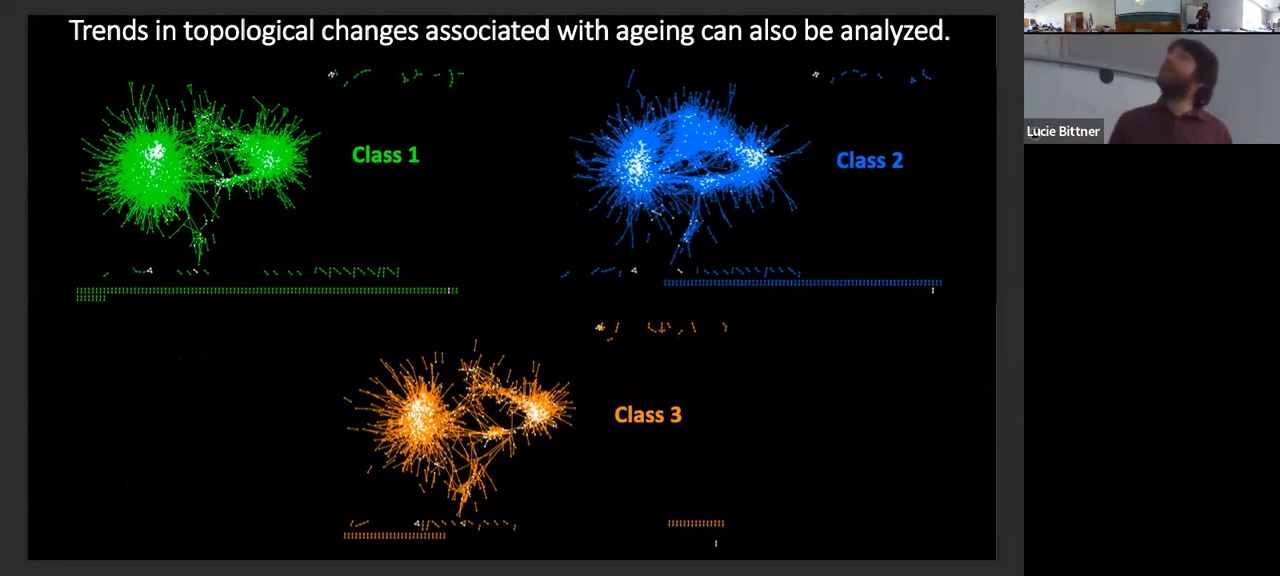 Trends in topological changes associated with ageing can also be analyzed.
Class 1
Class 2
Class 3
Lucie Bittner